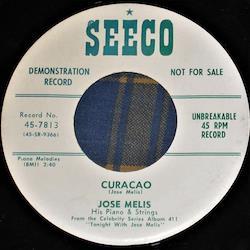 ★
SEECO
DEMONSTRATION RECORD
NOT FOR SALE
Record No.
45-7813
(45-SR-9366)
UNBREAKABLE
45 RPM
RECORD
Piano Melodies
(BMI) 2:40
CURACAO
(Jose Melis)
JOSE MELIS
His Piano & Strings
From the Celebrity Series Album 411
"Tonight With Jose Melis"